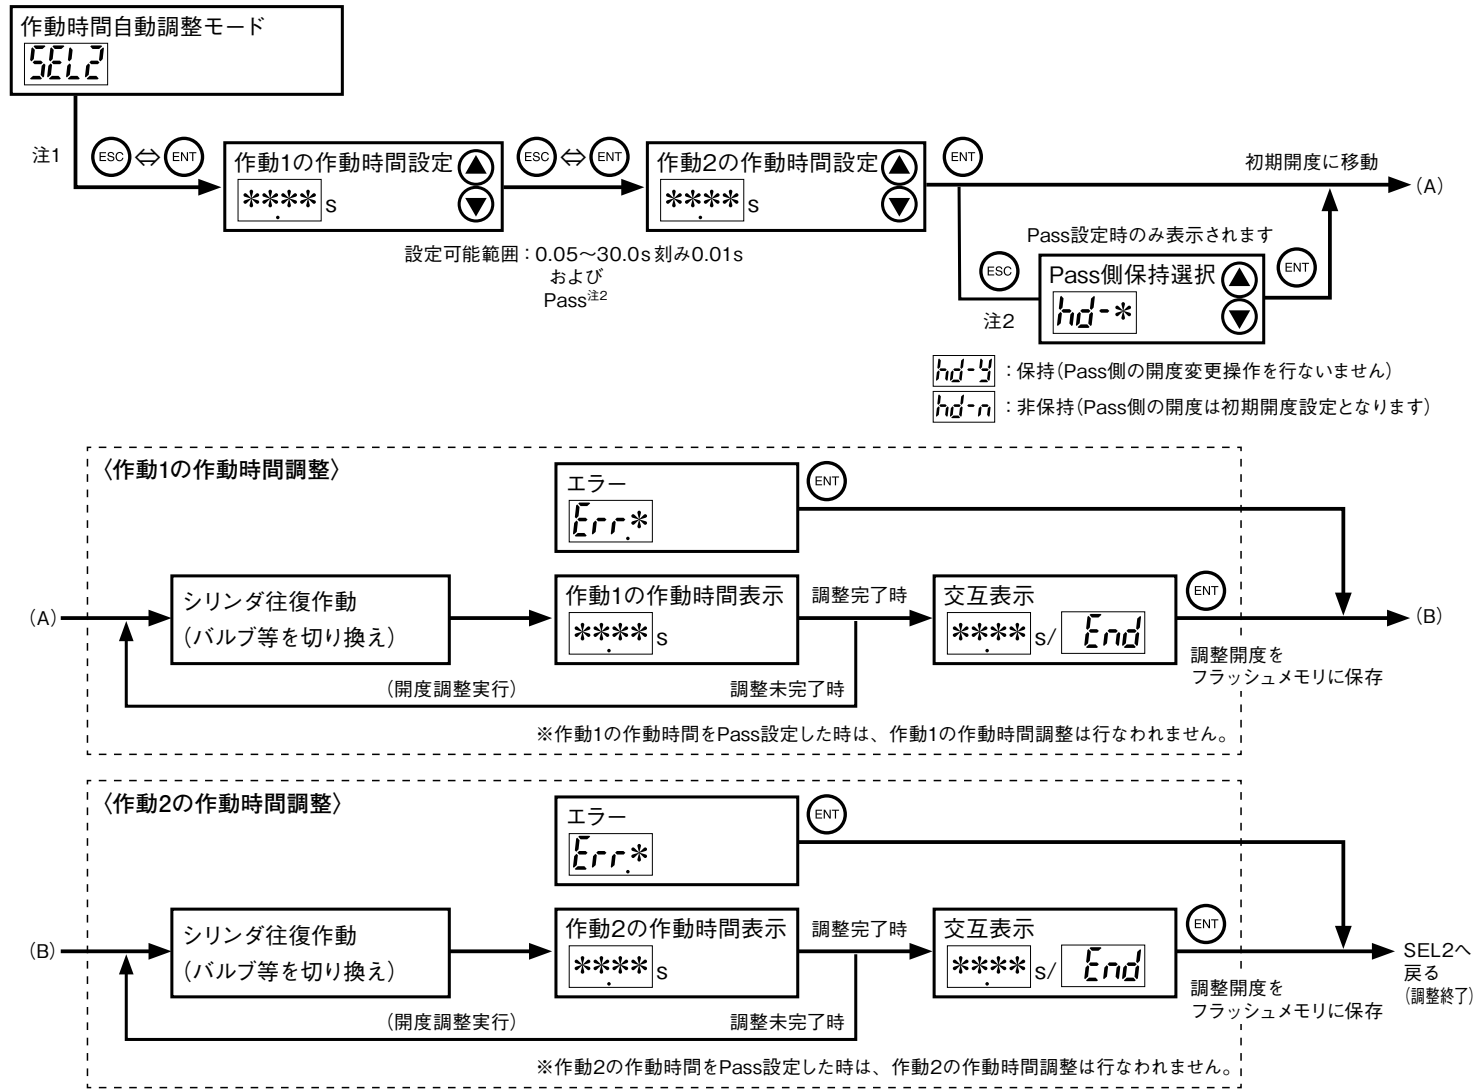 作動時間自動調整モード
SEL2
注1
ESC ⇔ ENT
作動1の作動時間設定
**.** s
ESC ⇔ ENT
作動2の作動時間設定
**.** s
ENT
初期開度に移動
(A)
設定可能範囲：0.05～30.0s 刻み0.01s
および
Pass注2
Pass設定時のみ表示されます
ESC
注2
Pass側保持選択
hd-*
ENT
hd-y：保持(Pass側の開度変更操作を行ないません)
hd-n：非保持(Pass側の開度は初期開度設定となります)
〈作動1の作動時間調整〉
エラー
Err.*
ENT
(A)
シリンダ往復作動
(バルブ等を切り換え)
作動1の作動時間表示
**.** s
調整完了時
交互表示
**.** s/ End
ENT
(B)
調整開度を
フラッシュメモリに保存
(開度調整実行)
調整未完了時
※作動1の作動時間をPass設定した時は、作動1の作動時間調整は行なわれません。
〈作動2の作動時間調整〉
エラー
Err.*
ENT
(B)
シリンダ往復作動
(バルブ等を切り換え)
作動2の作動時間表示
**.** s
調整完了時
交互表示
**.** s/ End
ENT
SEL2へ
戻る
(調整終了)
調整開度を
フラッシュメモリに保存
(開度調整実行)
調整未完了時
※作動2の作動時間をPass設定した時は、作動2の作動時間調整は行なわれません。